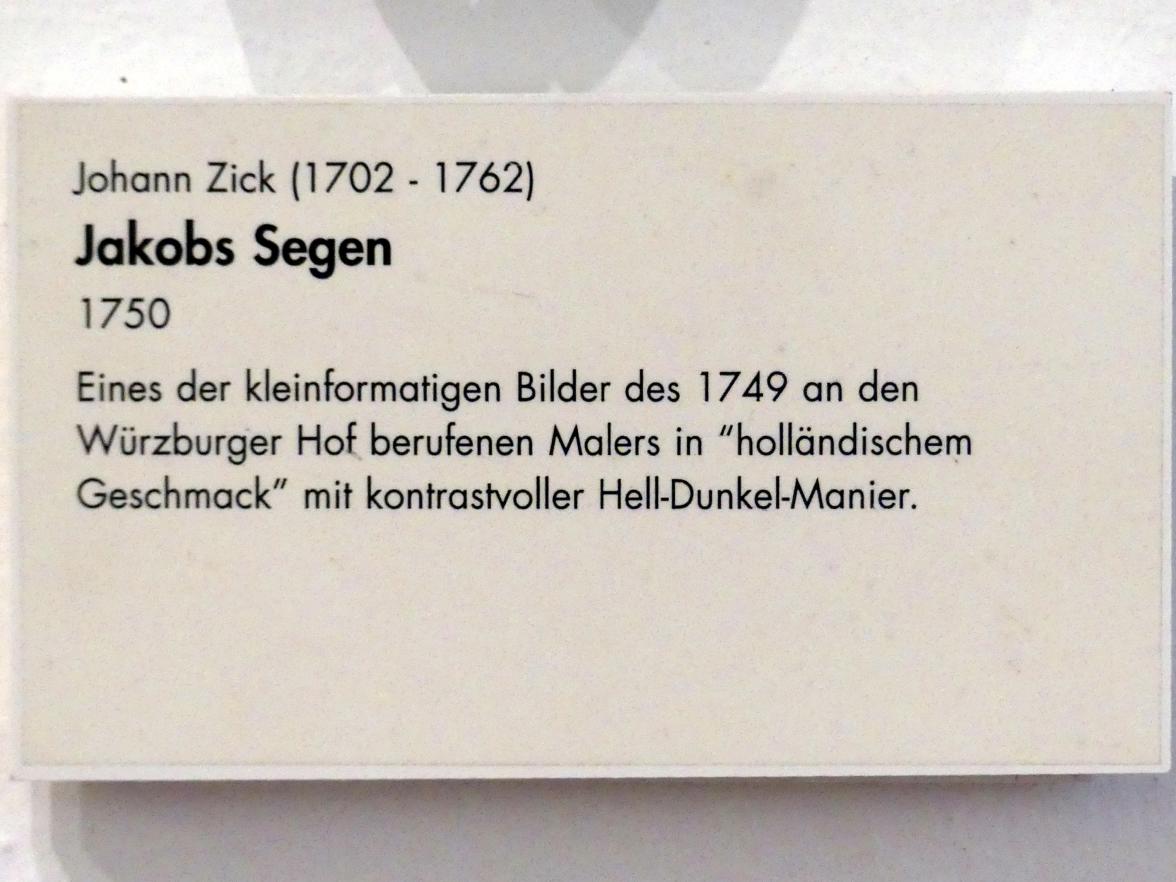 Johann Zick (1702 - 1762)
Jakobs Segen
1750
Eines der kleinformatigen Bilder des 1749 an den
Würzburger Hof berufenen Malers in “holländischem
Geschmack” mit kontrastvoller Hell-Dunkel-Manier.